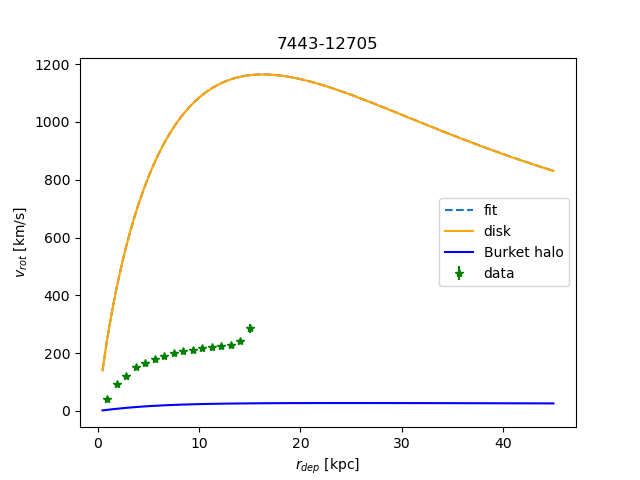 7443-12705
1200
1000
800
600
400
200
0
v_rot [km/s]
fit
disk
Burket halo
data
0 10 20 30 40
r_dep [kpc]